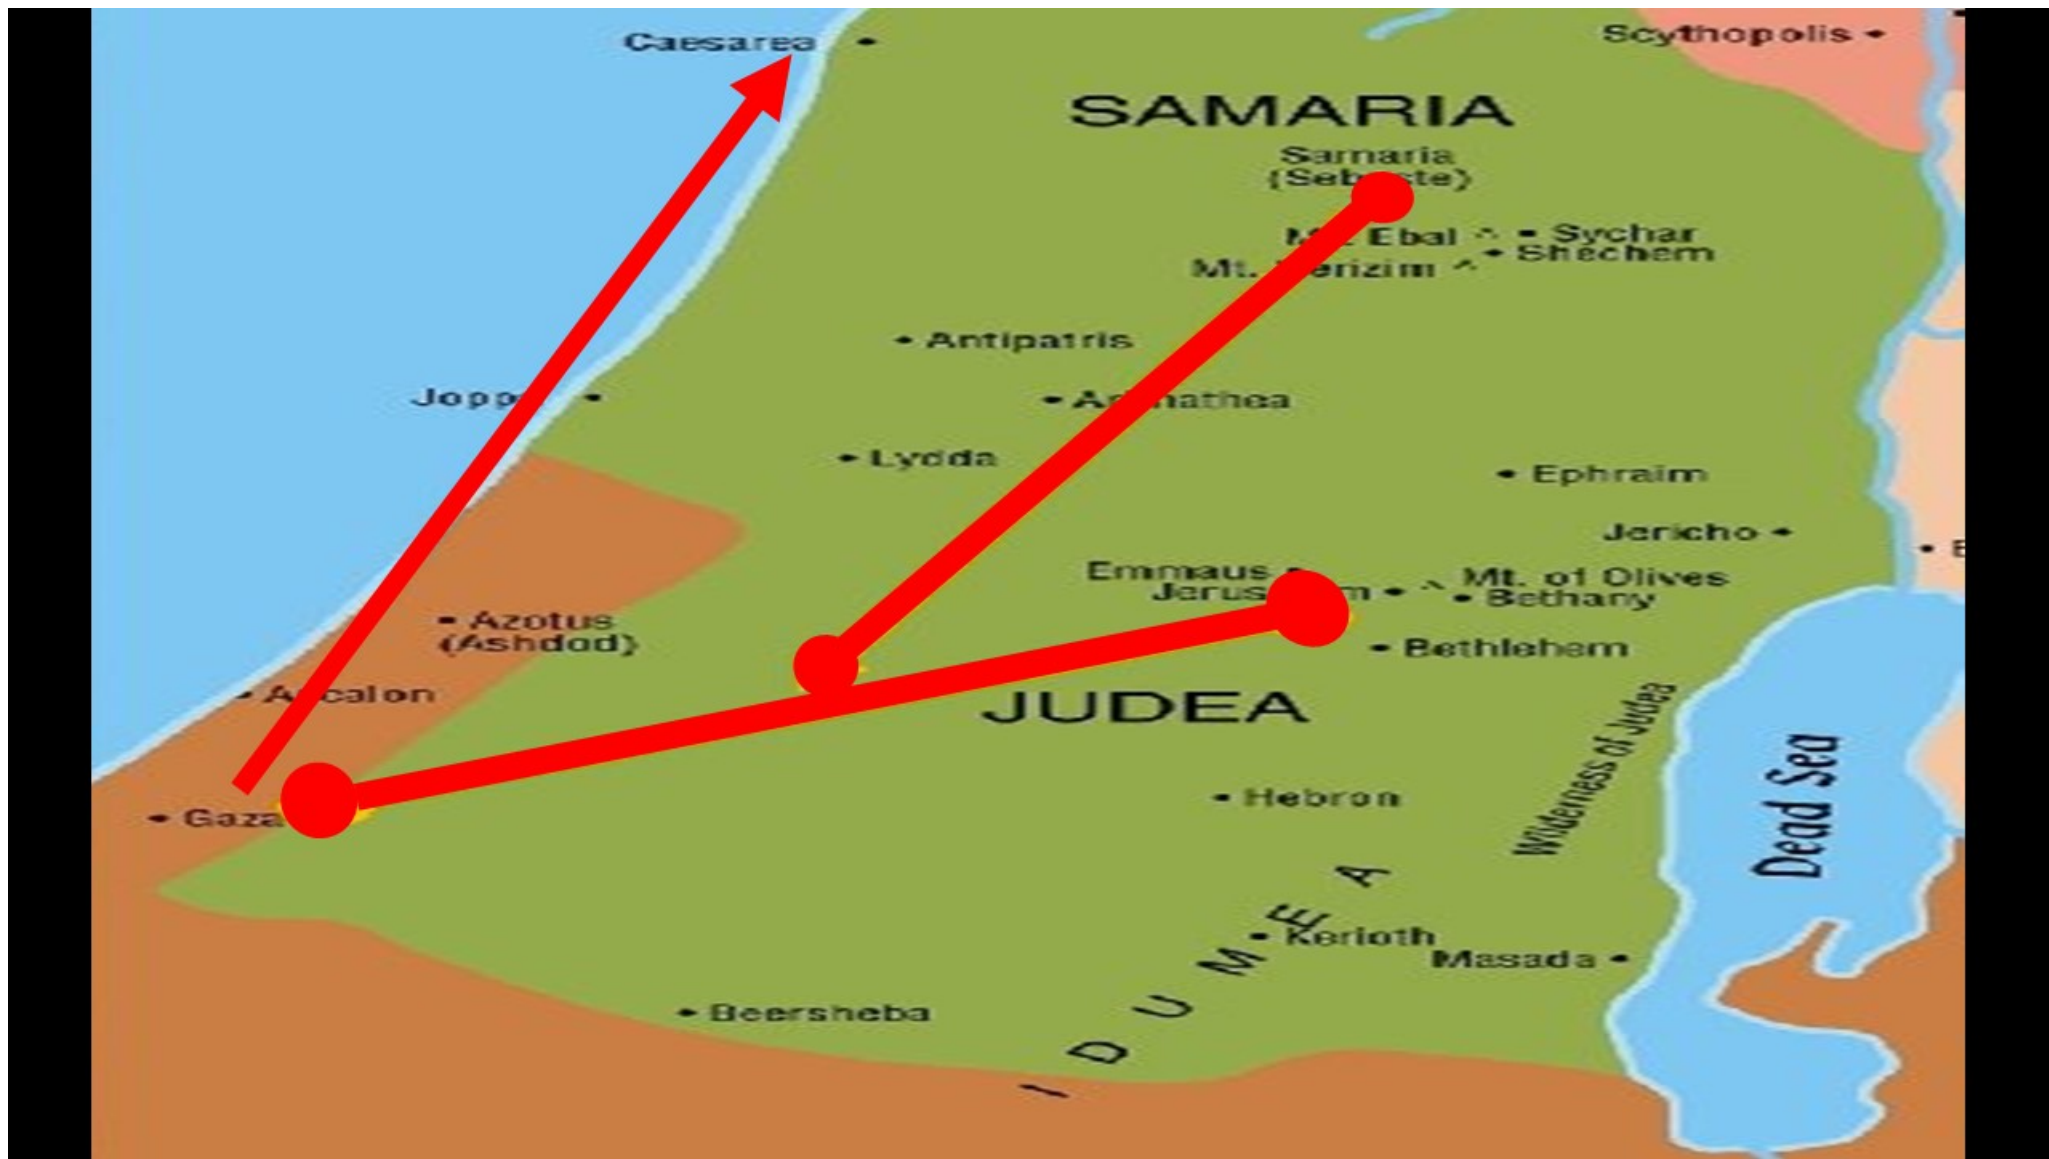 Caesarea
Scythopolis
SAMARIA
Samaria
Ebal
Sychar
Shechem
Mt.
Antipatris
Lydda
Ephraim
Jericho
Emmaus
Mt. of Olives
Bethany
Azotus
(Ashdod)
Bethlehem
JUDEA
Wilderness of Judea
Dead Sea
Gaza
Hebron
IDUMEA
Kerioth
Masada
Beersheba